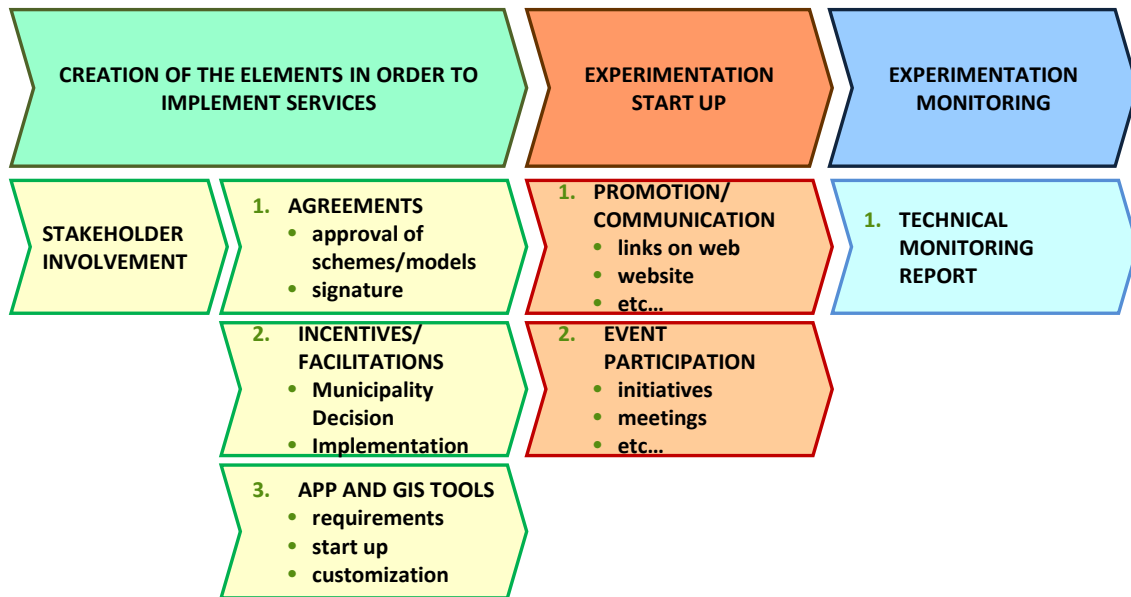 CREATION OF THE ELEMENTS IN ORDER TO
IMPLEMENT SERVICES
EXPERIMENTATION
START UP
EXPERIMENTATION
MONITORING
STAKEHOLDER
INVOLVEMENT
1. AGREEMENTS
• approval of
schemes/models
• signature
2. INCENTIVES/
FACILITATIONS
• Municipality
Decision
• Implementation
3. APP AND GIS TOOLS
• requirements
• start up
• customization
1. PROMOTION/
COMMUNICATION
• links on web
• website
• etc...
2. EVENT
PARTICIPATION
• initiatives
• meetings
• etc...
1. TECHNICAL
MONITORING
REPORT